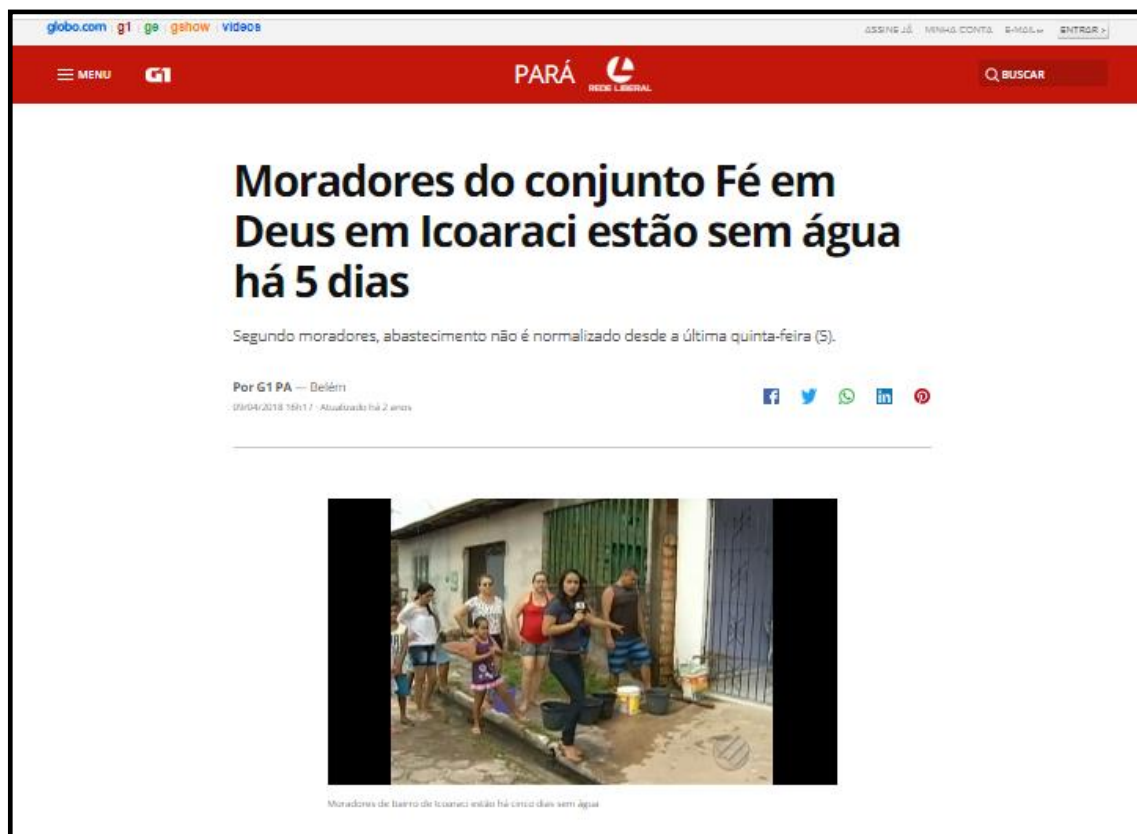 globo.com g1 ge gshow vídeos
ASSINE JÁ MINHA CONTA E-MAIL ENTRAR >
MENU G1 PARÁ REDE LIBERAL BUSCAR
Moradores do conjunto Fé em
Deus em Icoaraci estão sem água
há 5 dias
Segundo moradores, abastecimento não é normalizado desde a última quinta-feira (5).
Por G1 PA — Belém
09/04/2018 16h17 · Atualizado há 2 anos
Moradores de bairro de Icoaraci estão há cinco dias sem água